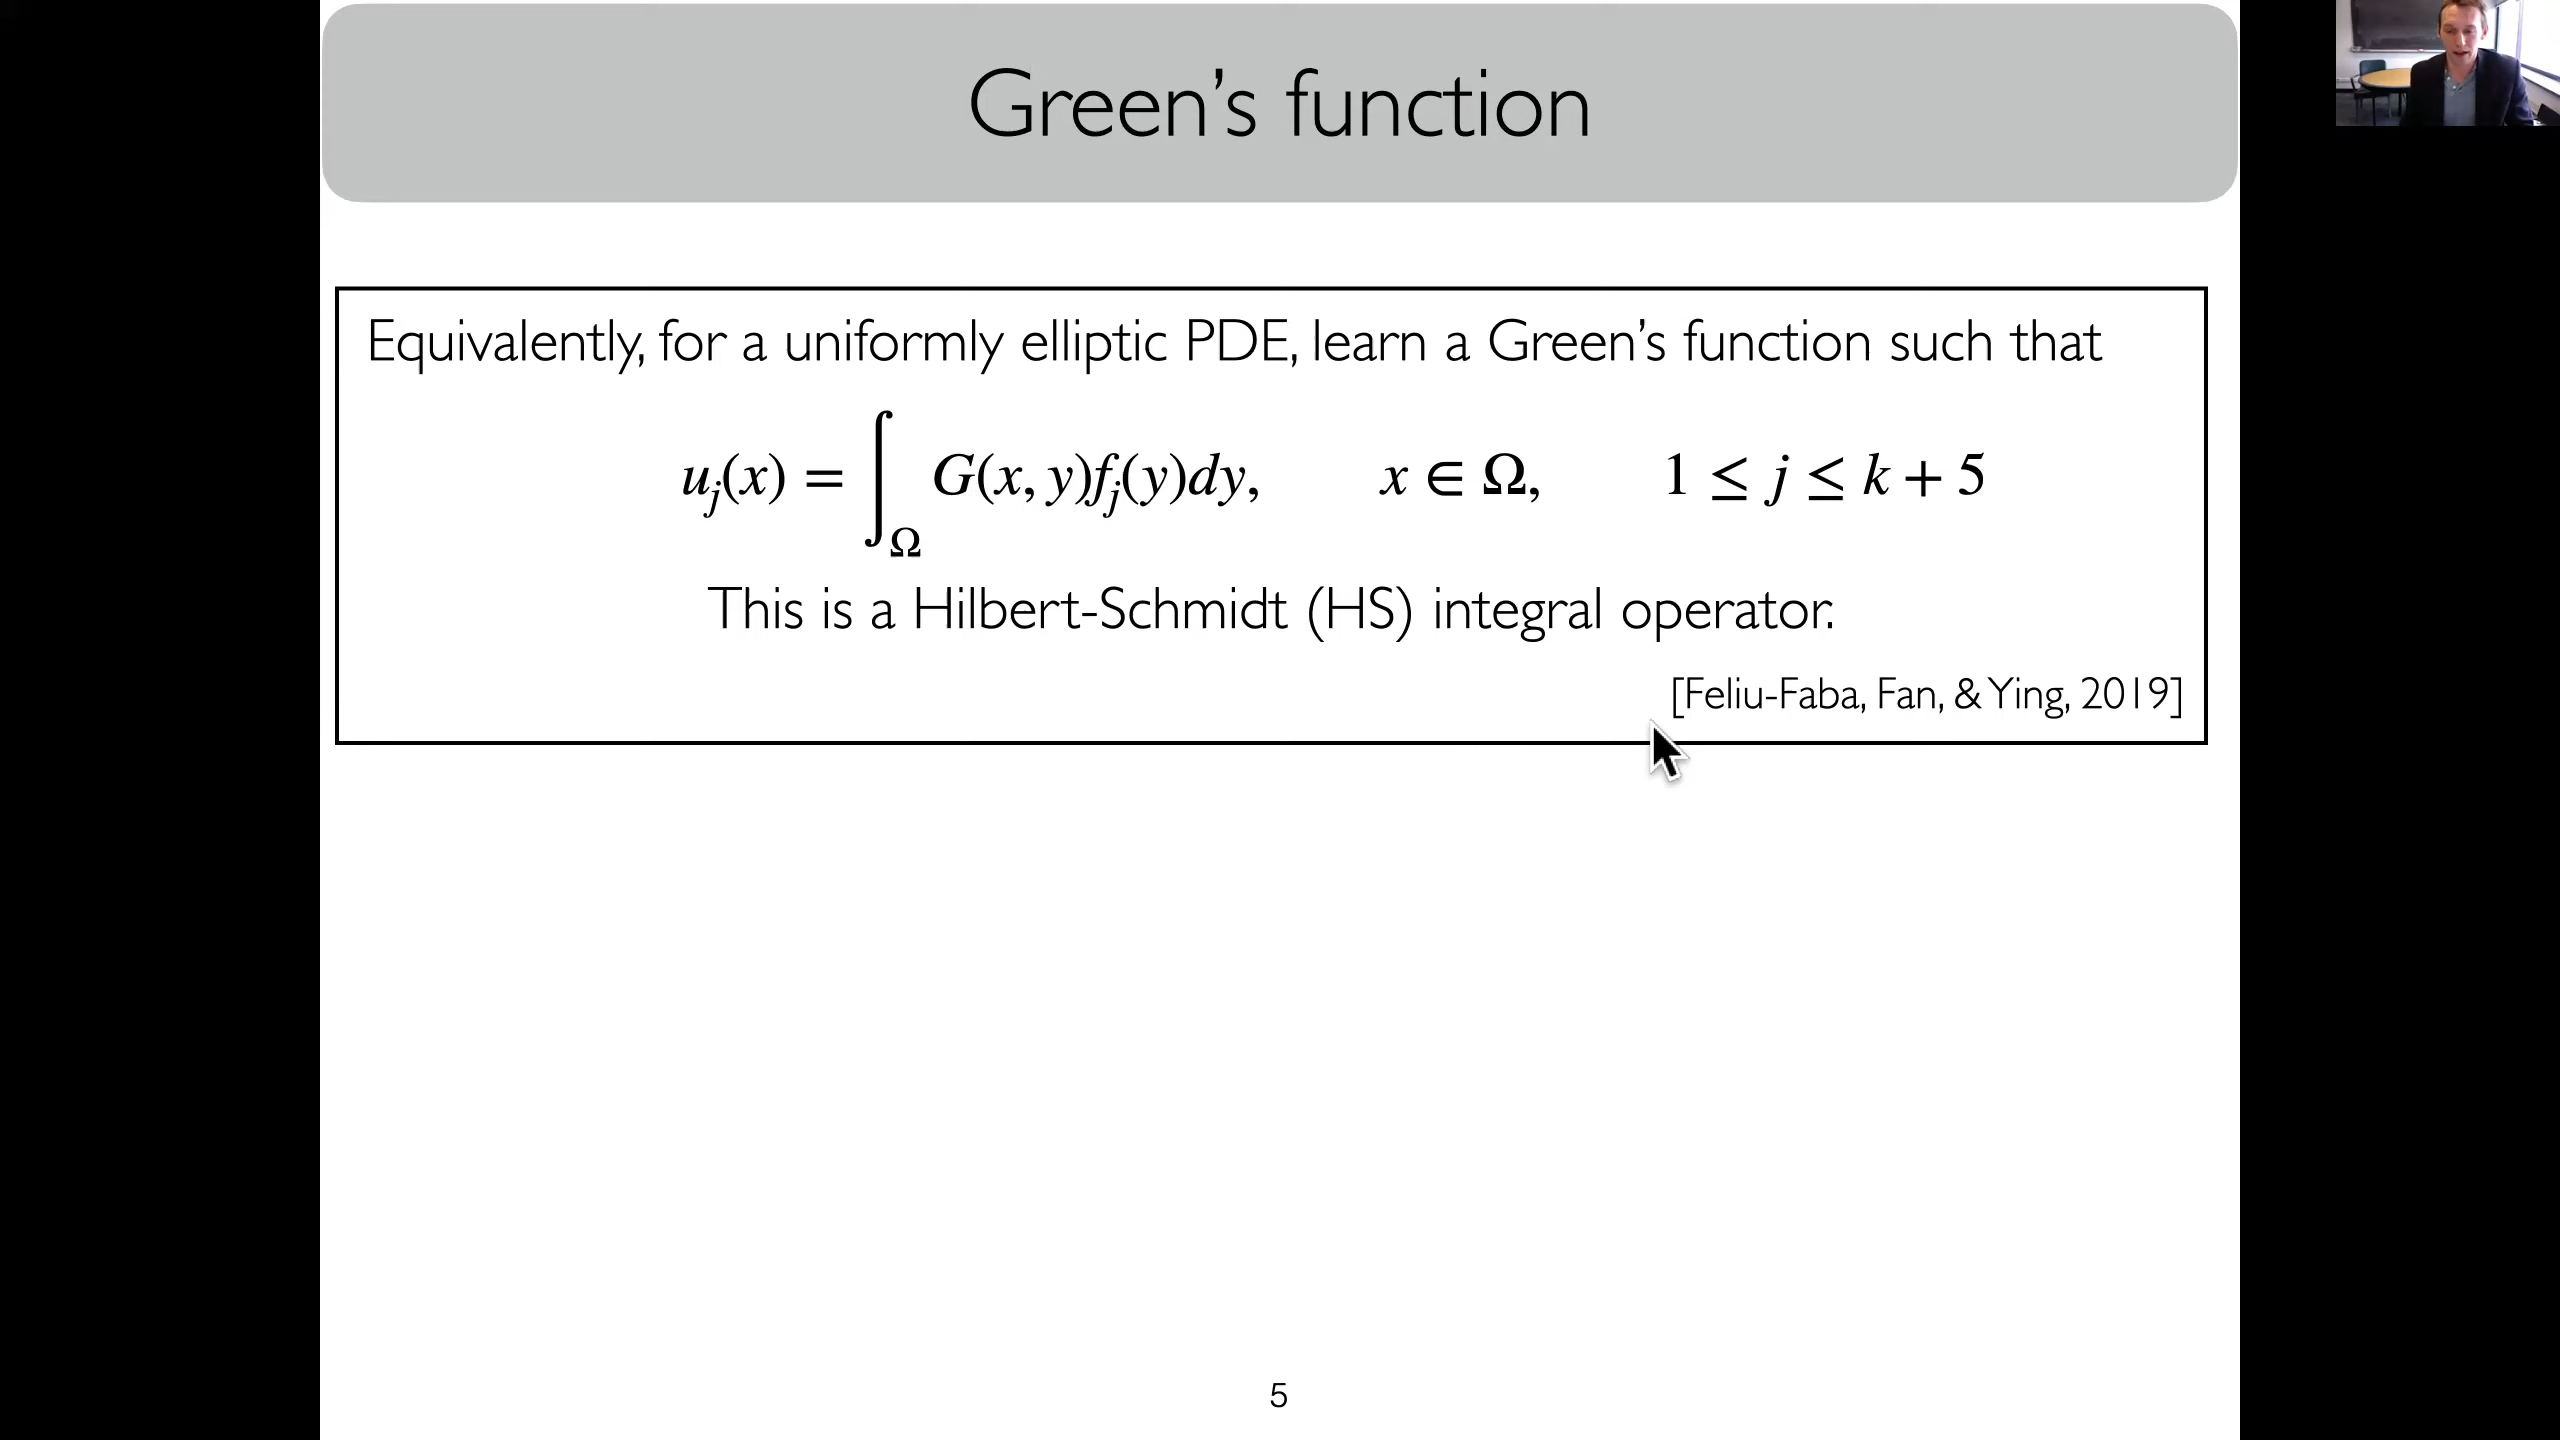 Green’s function
Equivalently, for a uniformly elliptic PDE, learn a Green’s function such that
u_j(x) = ∫_Ω G(x, y)f_j(y)dy, x ∈ Ω, 1 ≤ j ≤ k + 5
This is a Hilbert-Schmidt (HS) integral operator.
[Feliu-Faba, Fan, & Ying, 2019]
5